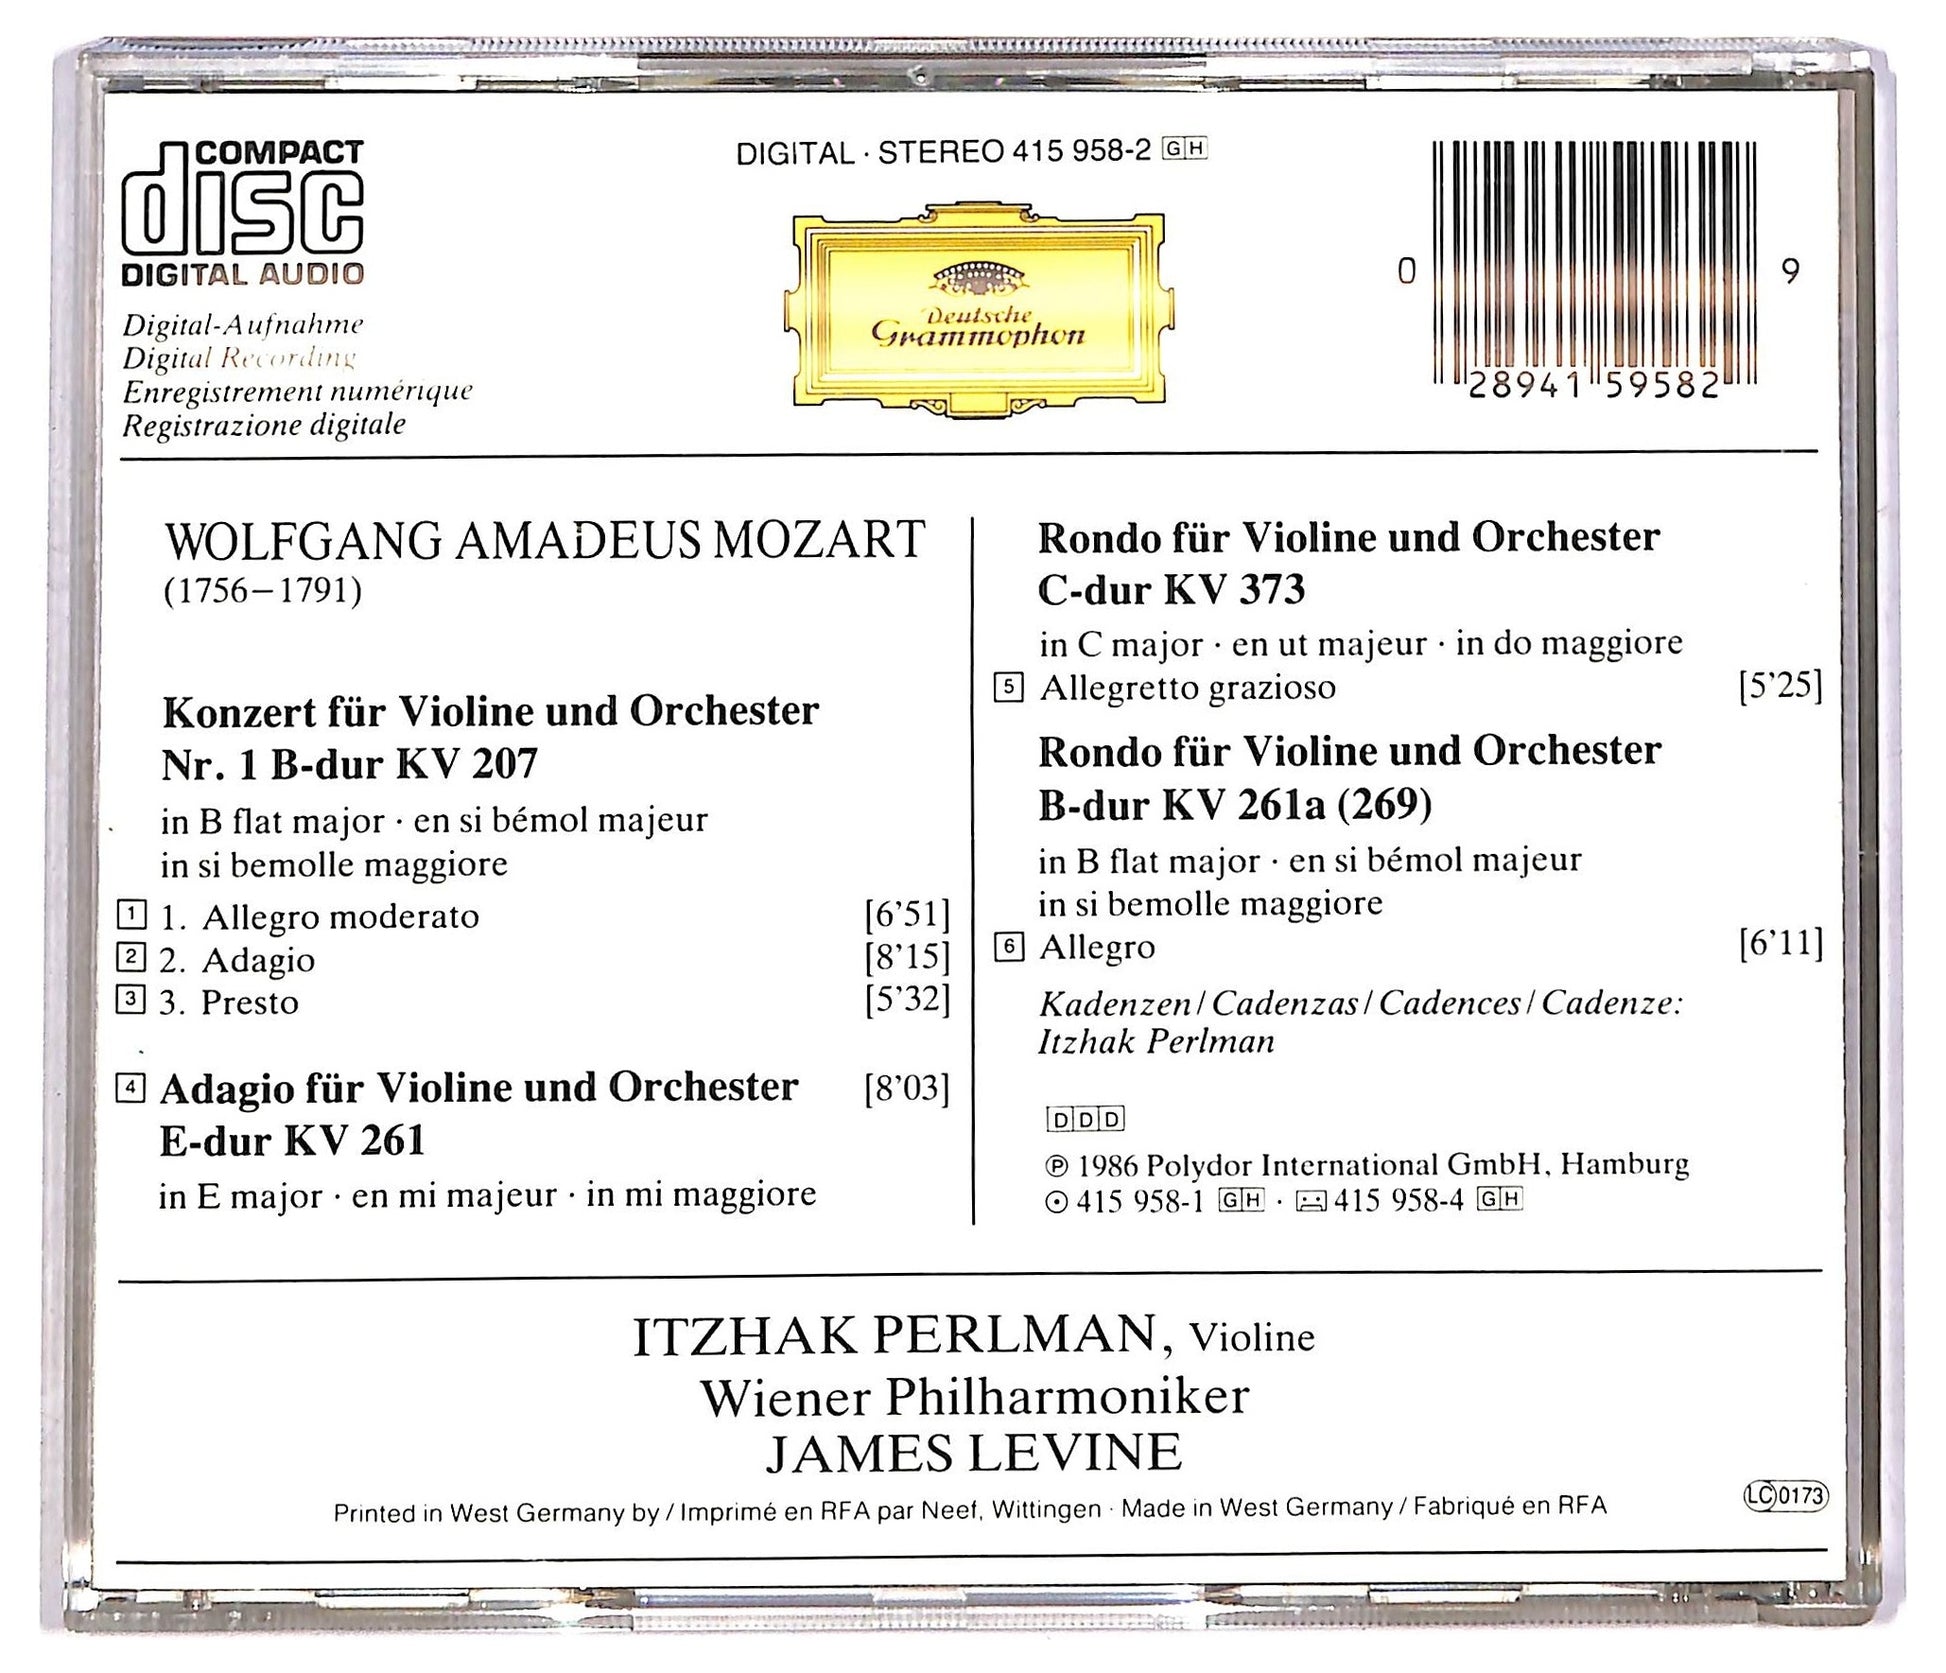 COMPACT
disc
DIGITAL AUDIO
Digital-Aufnahme
Digital Recording
Enregistrement numérique
Registrazione digitale
DIGITAL · STEREO 415 958-2 GH
Deutsche
Grammophon
0 28941 59582 9
WOLFGANG AMADEUS MOZART
(1756–1791)
Konzert für Violine und Orchester
Nr. 1 B-dur KV 207
in B flat major · en si bémol majeur
in si bemolle maggiore
1 1. Allegro moderato [6’51]
2 2. Adagio [8’15]
3 3. Presto [5’32]
4 Adagio für Violine und Orchester [8’03]
E-dur KV 261
in E major · en mi majeur · in mi maggiore
Rondo für Violine und Orchester
C-dur KV 373
in C major · en ut majeur · in do maggiore
5 Allegretto grazioso [5’25]
Rondo für Violine und Orchester
B-dur KV 261a (269)
in B flat major · en si bémol majeur
in si bemolle maggiore
6 Allegro [6’11]
Kadenzen / Cadenzas / Cadences / Cadenze:
Itzhak Perlman
DDD
℗ 1986 Polydor International GmbH, Hamburg
415 958-1 GH · 415 958-4 GH
ITZHAK PERLMAN, Violine
Wiener Philharmoniker
JAMES LEVINE
Printed in West Germany by / Imprimé en RFA par Neef, Wittingen · Made in West Germany / Fabriqué en RFA
LC 0173